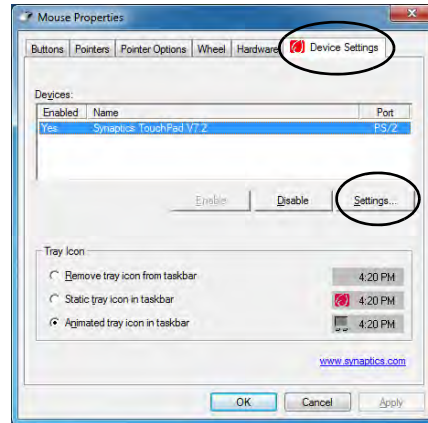 Mouse Properties
Buttons Pointers Pointer Options Wheel Hardware Device Settings
Devices:
Enabled Name Port
Yes Synaptics TouchPad V7.2 PS/2
Enable Disable Settings...
Tray Icon
Remove tray icon from taskbar 4:20 PM
Static tray icon in taskbar 4:20 PM
Animated tray icon in taskbar 4:20 PM
www.synaptics.com
OK Cancel Apply